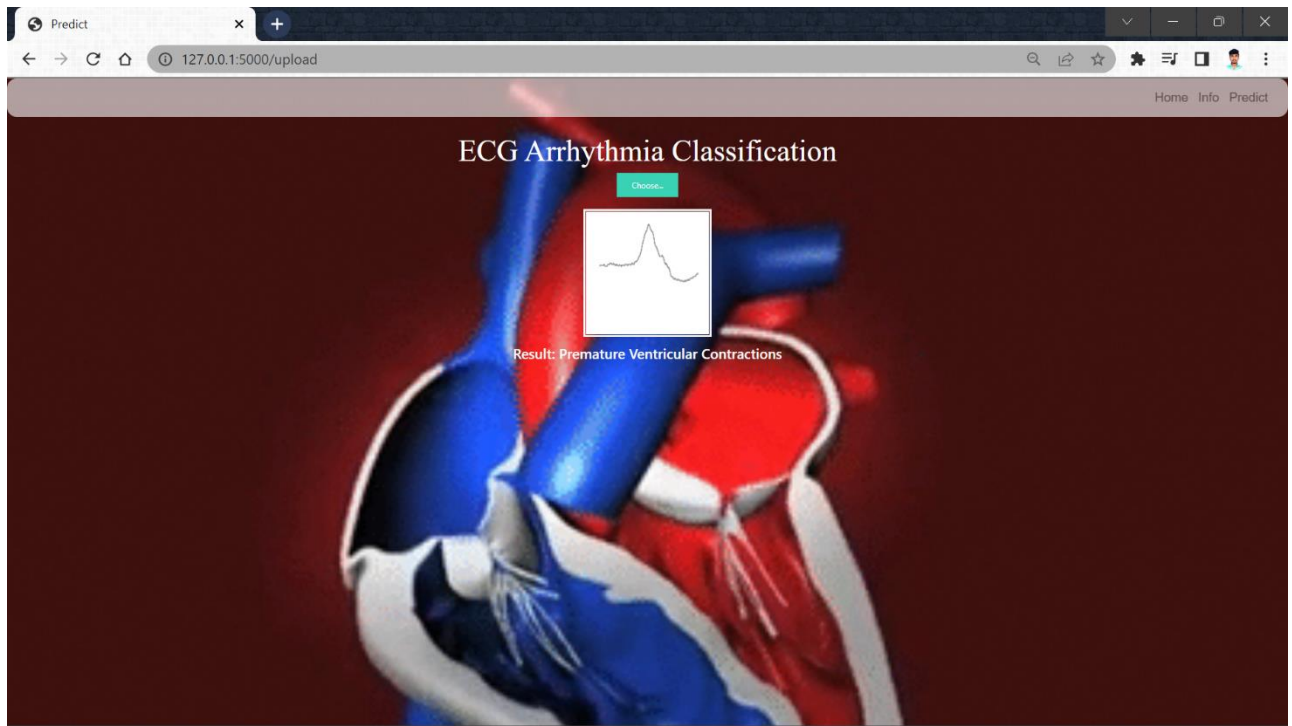 Predict
127.0.0.1:5000/upload
Home Info Predict
ECG Arrhythmia Classification
Choose...
Result: Premature Ventricular Contractions